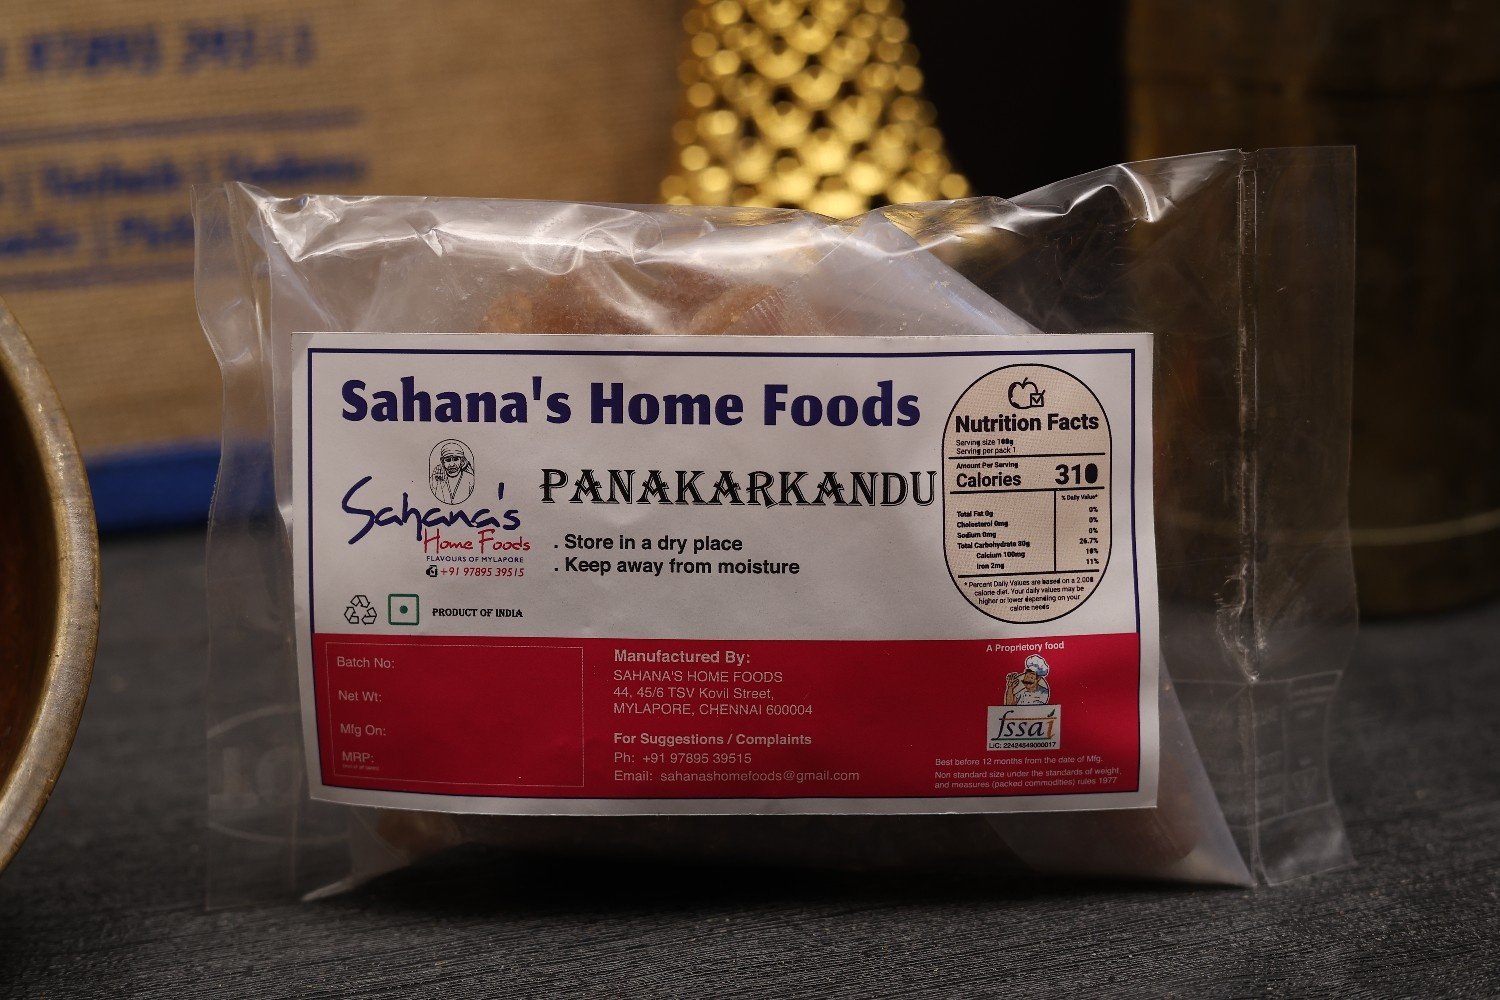 Sahana's Home Foods
Sahana's
Home Foods
FLAVOURS OF MYLAPORE
+91 97895 39515
PANAKARKANDU
. Store in a dry place
. Keep away from moisture
PRODUCT OF INDIA
Nutrition Facts
Serving size 100g
Serving per pack 1
Amount Per Serving
Calories 310
% Daily Value*
Total Fat 0g 0%
Cholesterol 0mg 0%
Sodium 0mg 0%
Total Carbohydrate 80g 26.7%
Calcium 100mg 10%
Iron 2mg 11%
* Percent Daily Values are based on a 2,000
calorie diet. Your daily values may be
higher or lower depending on your
calorie needs
Batch No:
Net Wt:
Mfg On:
MRP:
Manufactured By:
SAHANA'S HOME FOODS
44, 45/6 TSV Kovil Street,
MYLAPORE, CHENNAI 600004
For Suggestions / Complaints
Ph: +91 97895 39515
Email: sahanashomefoods@gmail.com
A Proprietory food
fssai
LIC: 22424549000017
Best before 12 months from the date of Mfg.
Non standard size under the standards of weight
and measures (packed commodities) rules 1977